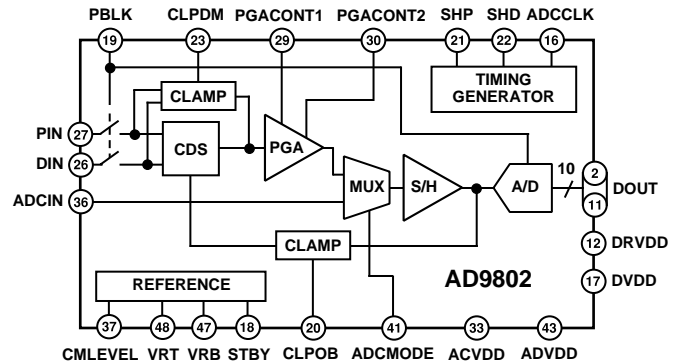 PBLK CLPDM PGACONT1 PGACONT2 SHP SHD ADCCLK
19 23 29 30 21 22 16
TIMING
GENERATOR
CLAMP
PIN 27
DIN 26
CDS
PGA
ADCIN 36
MUX
S/H
A/D
10
2
11
DOUT
CLAMP
12 DRVDD
REFERENCE
AD9802
17 DVDD
37 48 47 18 20 41 33 43
CMLEVEL VRT VRB STBY CLPOB ADCMODE ACVDD ADVDD